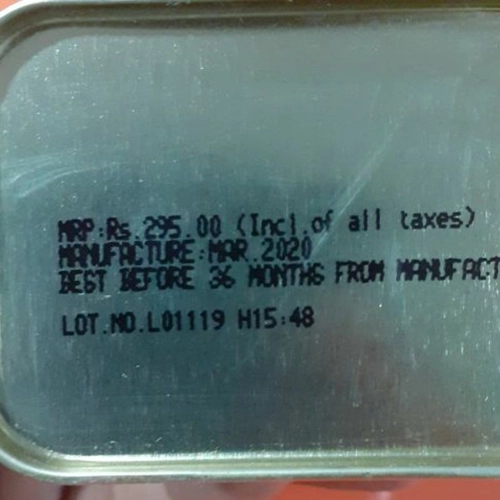 MRP:Rs.295.00 (Incl.of all taxes)
MANUFACTURE:MAR.2020
BEST BEFORE 36 MONTHS FROM MANUFACT
LOT.NO.L01119 H15:48